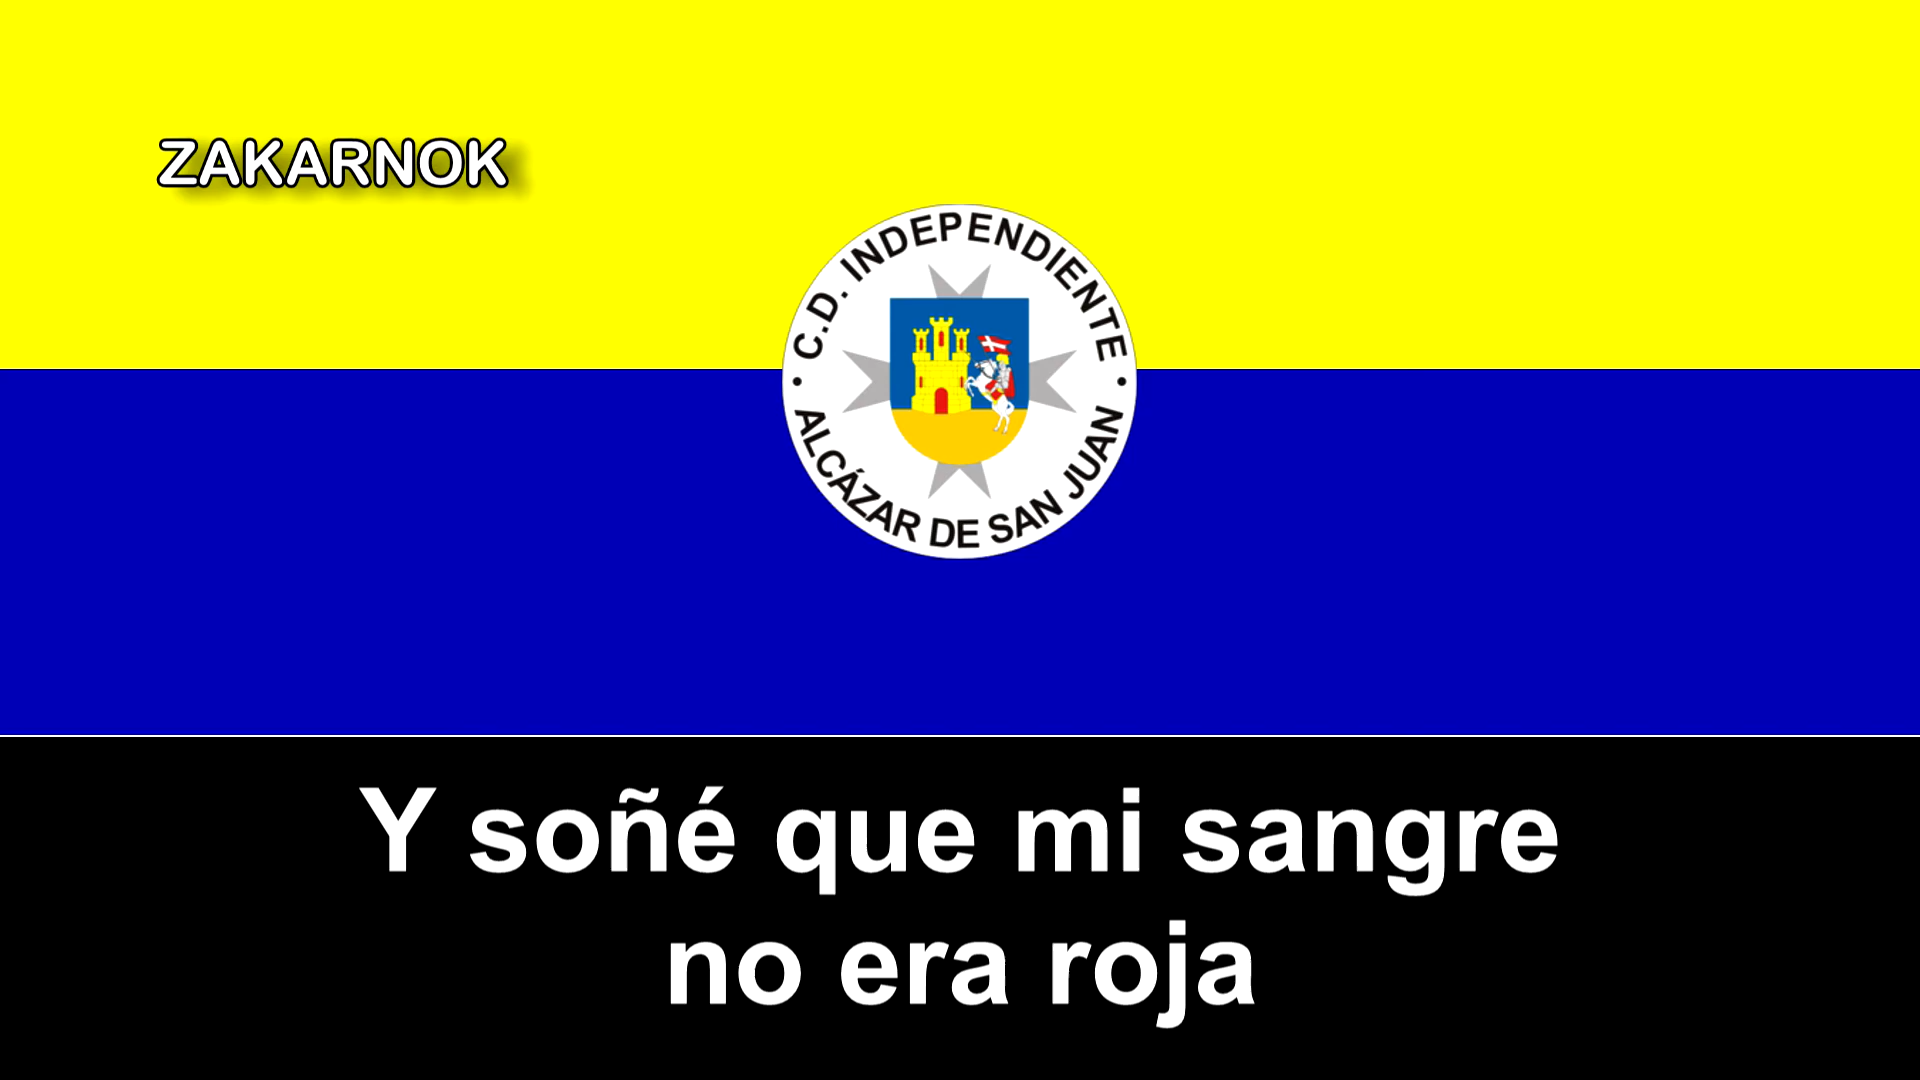 ZAKARNOK
C.D. INDEPENDIENTE
• ALCÁZAR DE SAN JUAN •
Y soñé que mi sangre
no era roja